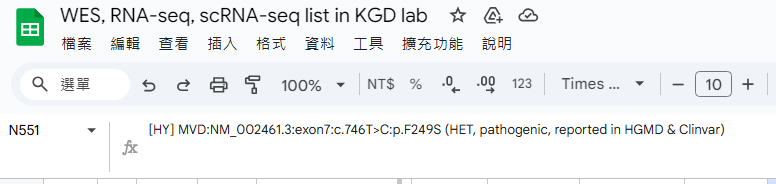 WES, RNA-seq, scRNA-seq list in KGD lab
檔案 編輯 查看 插入 格式 資料 工具 擴充功能 說明
選單 100% NT$ % .0 .00 123 Times ... 10
N551
fx [HY] MVD:NM_002461.3:exon7:c.746T>C:p.F249S (HET, pathogenic, reported in HGMD & Clinvar)